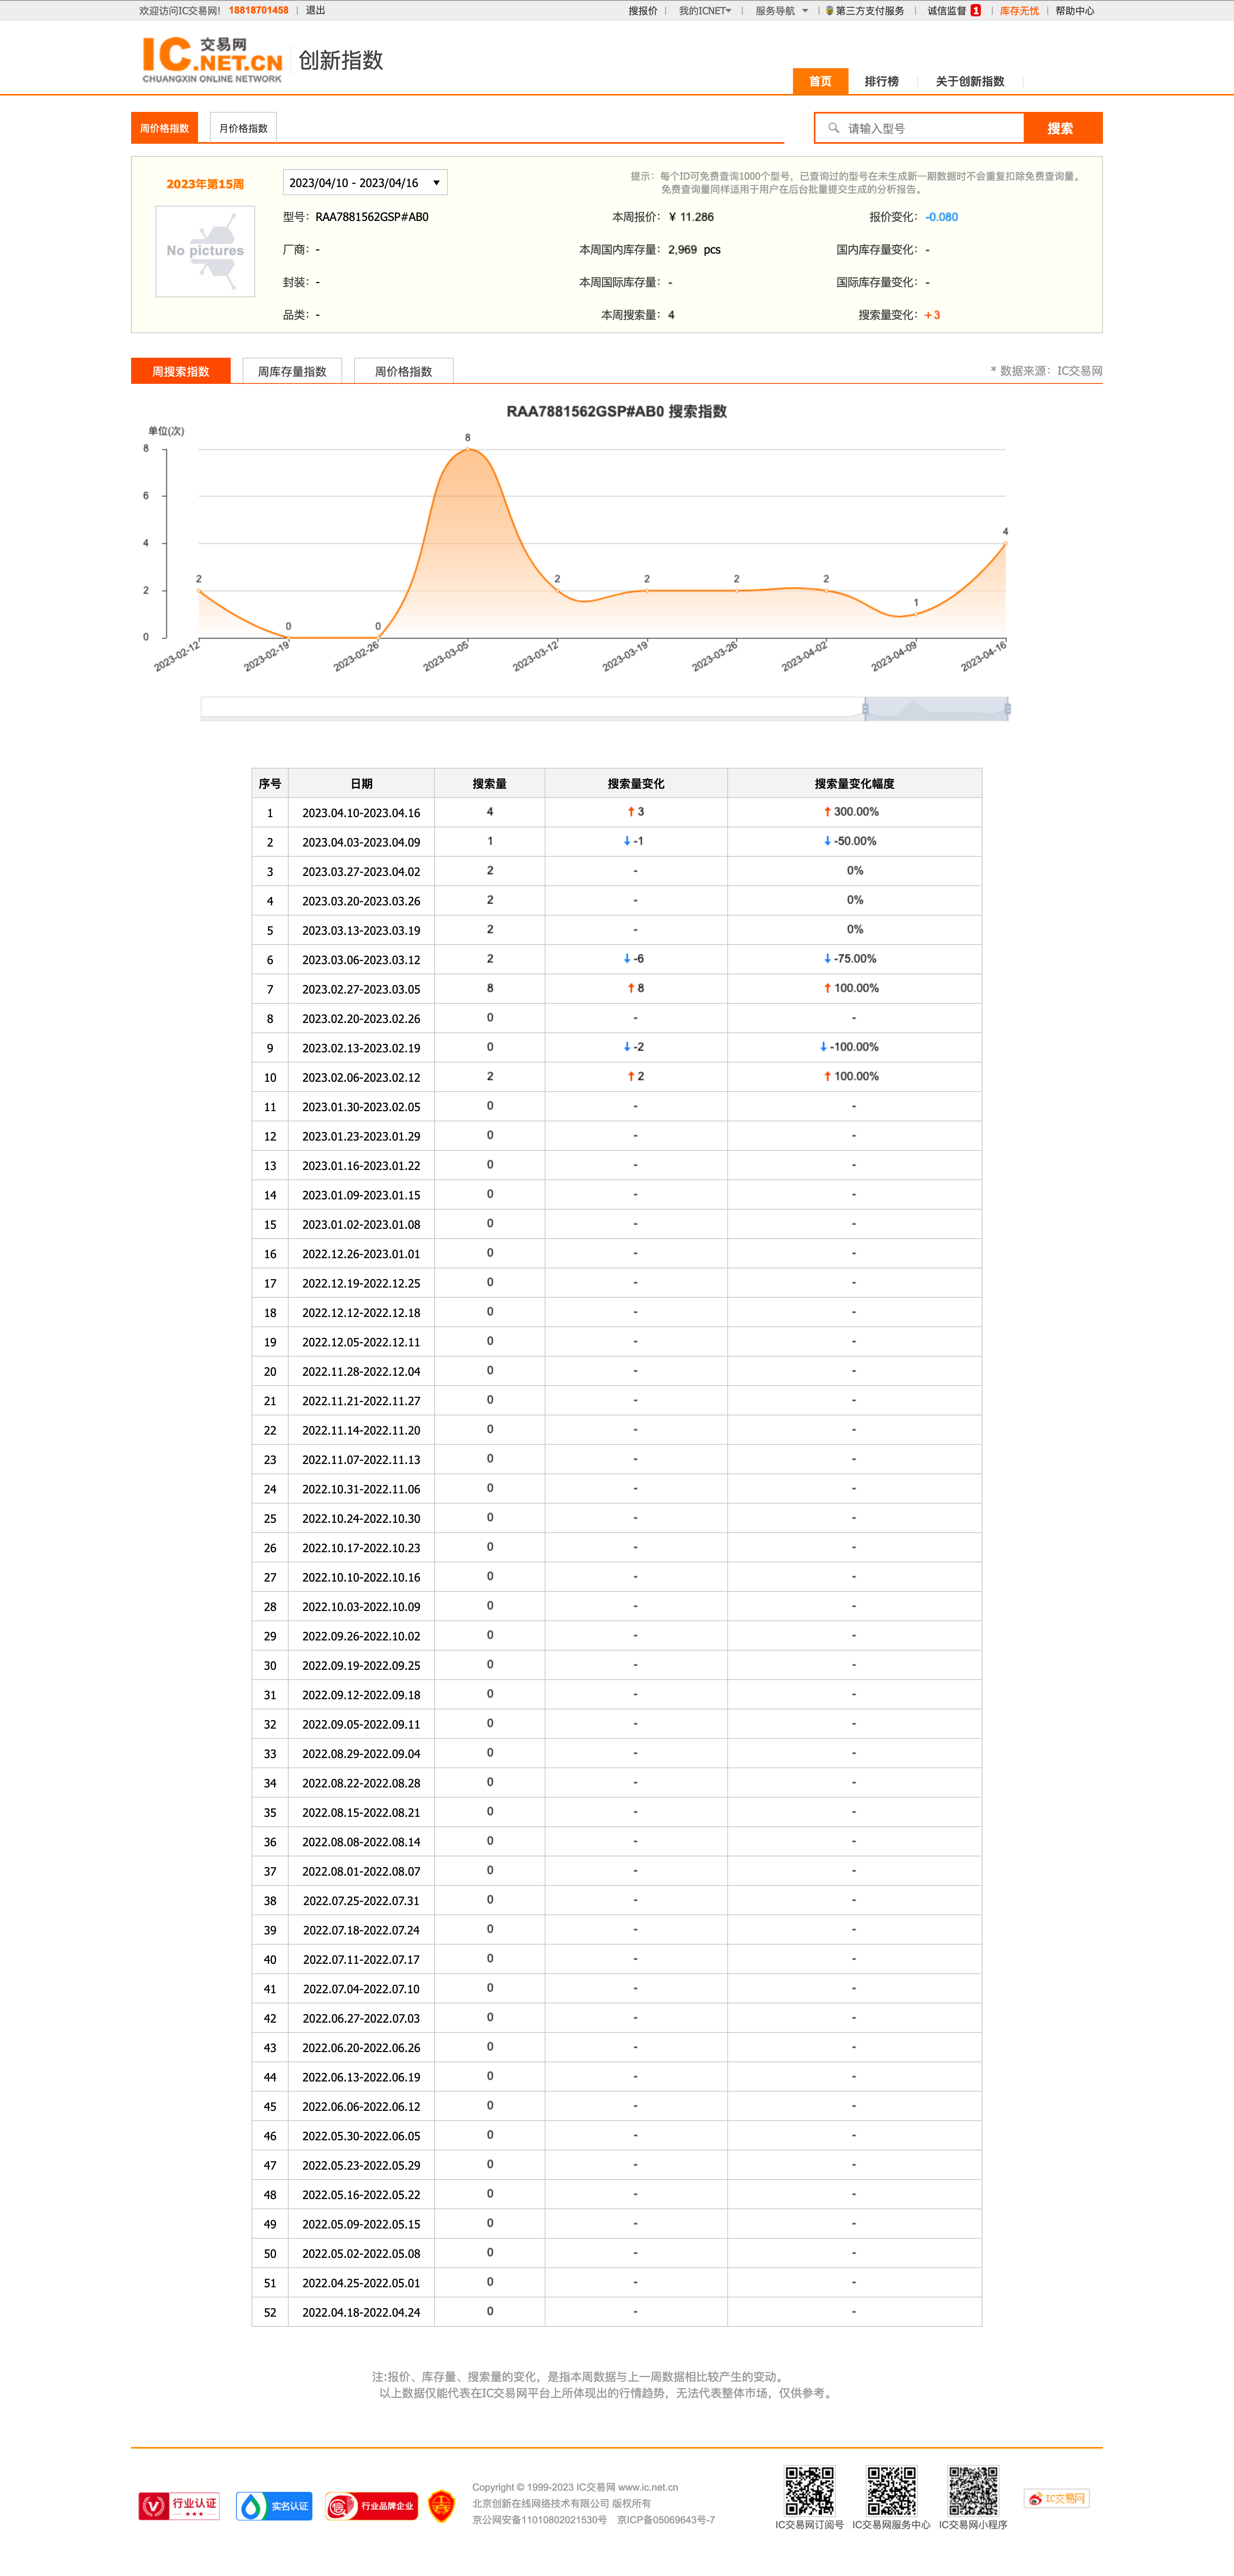 欢迎访问IC交易网! 18818701458 | 退出 搜报价 | 我的ICNET | 服务导航 | 第三方支付服务 | 诚信监督 1 | 库存无忧 | 帮助中心
IC 交易网 .NET.CN CHUANGXIN ONLINE NETWORK 创新指数
首页 排行榜 关于创新指数
周价格指数 月价格指数 请输入型号 搜索
2023年第15周 2023/04/10 - 2023/04/16
提示：每个ID可免费查询1000个型号，已查询过的型号在未生成新一期数据时不会重复扣除免费查询量。
免费查询量同样适用于用户在后台批量提交生成的分析报告。
No pictures
型号：RAA7881562GSP#AB0 本周报价：¥ 11.286 报价变化：-0.080
厂商：- 本周国内库存量：2,969 pcs 国内库存量变化：-
封装：- 本周国际库存量：- 国际库存量变化：-
品类：- 本周搜索量：4 搜索量变化：+3
周搜索指数 周库存量指数 周价格指数 * 数据来源：IC交易网
RAA7881562GSP#AB0 搜索指数
单位(次)
8
6
4
2
0
2 0 0 8 2 2 2 2 1 4
2023-02-12 2023-02-19 2023-02-26 2023-03-05 2023-03-12 2023-03-19 2023-03-26 2023-04-02 2023-04-09 2023-04-16
序号 日期 搜索量 搜索量变化 搜索量变化幅度
1 2023.04.10-2023.04.16 4 ↑3 ↑300.00%
2 2023.04.03-2023.04.09 1 ↓-1 ↓-50.00%
3 2023.03.27-2023.04.02 2 - 0%
4 2023.03.20-2023.03.26 2 - 0%
5 2023.03.13-2023.03.19 2 - 0%
6 2023.03.06-2023.03.12 2 ↓-6 ↓-75.00%
7 2023.02.27-2023.03.05 8 ↑8 ↑100.00%
8 2023.02.20-2023.02.26 0 - -
9 2023.02.13-2023.02.19 0 ↓-2 ↓-100.00%
10 2023.02.06-2023.02.12 2 ↑2 ↑100.00%
11 2023.01.30-2023.02.05 0 - -
12 2023.01.23-2023.01.29 0 - -
13 2023.01.16-2023.01.22 0 - -
14 2023.01.09-2023.01.15 0 - -
15 2023.01.02-2023.01.08 0 - -
16 2022.12.26-2023.01.01 0 - -
17 2022.12.19-2022.12.25 0 - -
18 2022.12.12-2022.12.18 0 - -
19 2022.12.05-2022.12.11 0 - -
20 2022.11.28-2022.12.04 0 - -
21 2022.11.21-2022.11.27 0 - -
22 2022.11.14-2022.11.20 0 - -
23 2022.11.07-2022.11.13 0 - -
24 2022.10.31-2022.11.06 0 - -
25 2022.10.24-2022.10.30 0 - -
26 2022.10.17-2022.10.23 0 - -
27 2022.10.10-2022.10.16 0 - -
28 2022.10.03-2022.10.09 0 - -
29 2022.09.26-2022.10.02 0 - -
30 2022.09.19-2022.09.25 0 - -
31 2022.09.12-2022.09.18 0 - -
32 2022.09.05-2022.09.11 0 - -
33 2022.08.29-2022.09.04 0 - -
34 2022.08.22-2022.08.28 0 - -
35 2022.08.15-2022.08.21 0 - -
36 2022.08.08-2022.08.14 0 - -
37 2022.08.01-2022.08.07 0 - -
38 2022.07.25-2022.07.31 0 - -
39 2022.07.18-2022.07.24 0 - -
40 2022.07.11-2022.07.17 0 - -
41 2022.07.04-2022.07.10 0 - -
42 2022.06.27-2022.07.03 0 - -
43 2022.06.20-2022.06.26 0 - -
44 2022.06.13-2022.06.19 0 - -
45 2022.06.06-2022.06.12 0 - -
46 2022.05.30-2022.06.05 0 - -
47 2022.05.23-2022.05.29 0 - -
48 2022.05.16-2022.05.22 0 - -
49 2022.05.09-2022.05.15 0 - -
50 2022.05.02-2022.05.08 0 - -
51 2022.04.25-2022.05.01 0 - -
52 2022.04.18-2022.04.24 0 - -
注:报价、库存量、搜索量的变化，是指本周数据与上一周数据相比较产生的变动。
以上数据仅能代表在IC交易网平台上所体现出的行情趋势，无法代表整体市场，仅供参考。
行业认证 实名认证 信 行业品牌企业
Copyright © 1999-2023 IC交易网 www.ic.net.cn
北京创新在线网络技术有限公司 版权所有
京公网安备11010802021530号 京ICP备05069643号-7
IC交易网订阅号 IC交易网服务中心 IC交易网小程序
IC交易网